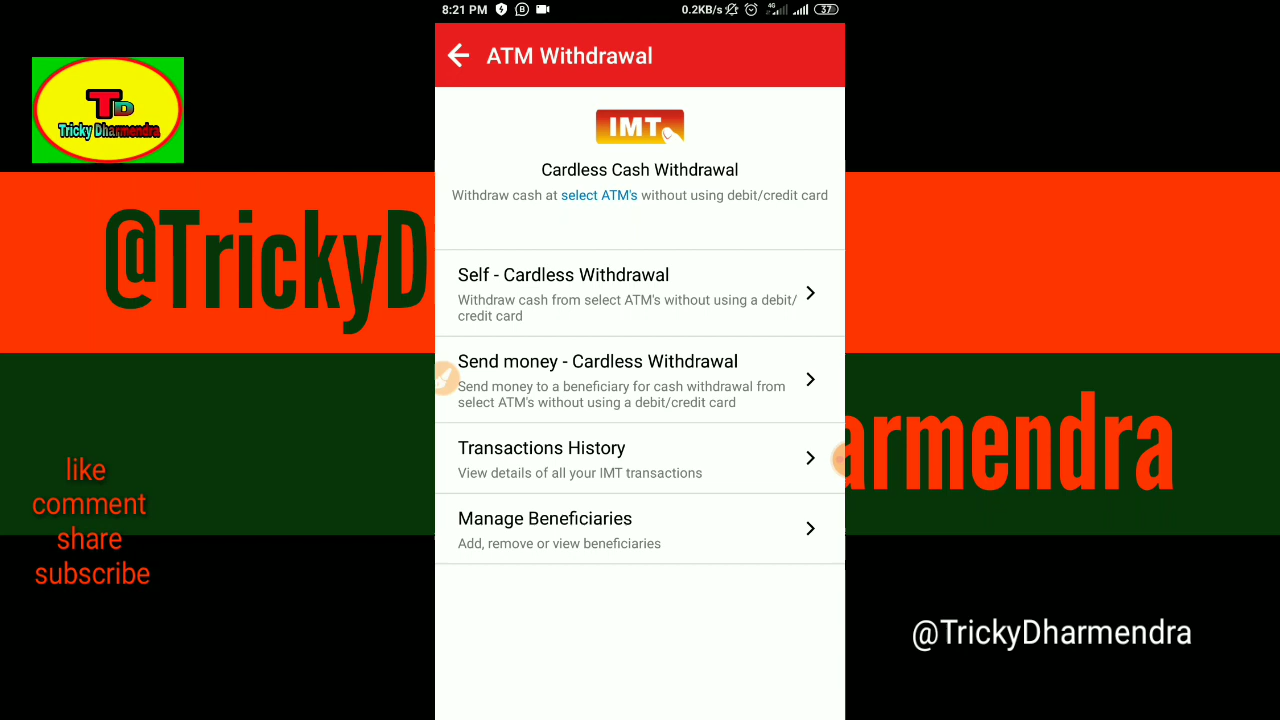 8:21 PM
0.2KB/s
4G
37
ATM Withdrawal
TD
Tricky Dharmendra
IMT
Cardless Cash Withdrawal
Withdraw cash at select ATM's without using debit/credit card
@TrickyD
Self - Cardless Withdrawal
Withdraw cash from select ATM's without using a debit/
credit card
Send money - Cardless Withdrawal
Send money to a beneficiary for cash withdrawal from
select ATM's without using a debit/credit card
armendra
Transactions History
View details of all your IMT transactions
like
comment
share
subscribe
Manage Beneficiaries
Add, remove or view beneficiaries
@TrickyDharmendra